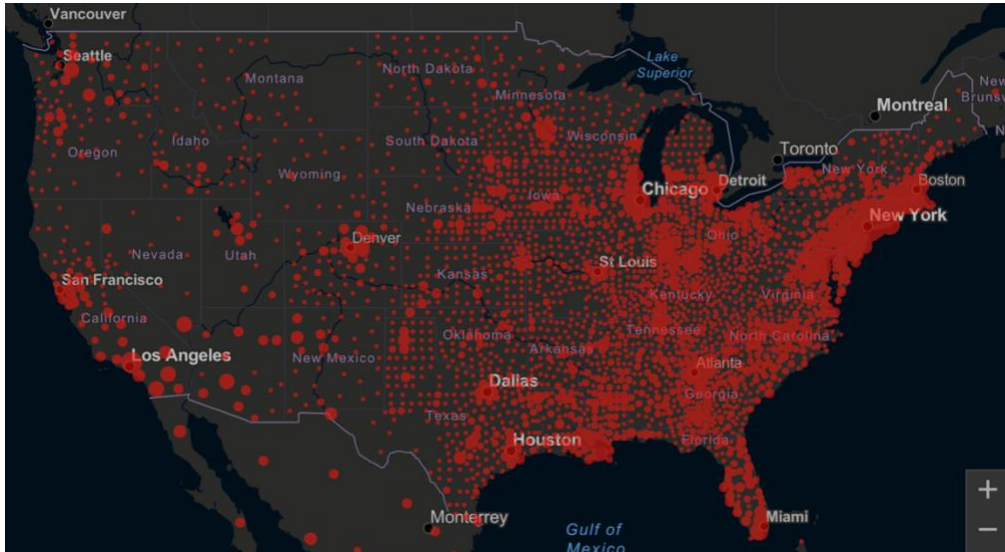 Vancouver
Seattle
Lake
Superior
North Dakota
Montana
Minnesota
Montreal
New
Brunsw
Wisconsin
Toronto
Oregon
Idaho
South Dakota
New York
Wyoming
Detroit
Boston
Chicago
Iowa
Nebraska
New York
Denver
Ohio
Nevada
Utah
St Louis
San Francisco
Kansas
Kentucky
Virginia
California
Tennessee
North Carolina
Oklahoma
Arkansas
Los Angeles
New Mexico
Atlanta
Dallas
Georgia
Texas
Houston
Florida
+
Monterrey
Miami
Gulf of
Mexico
−